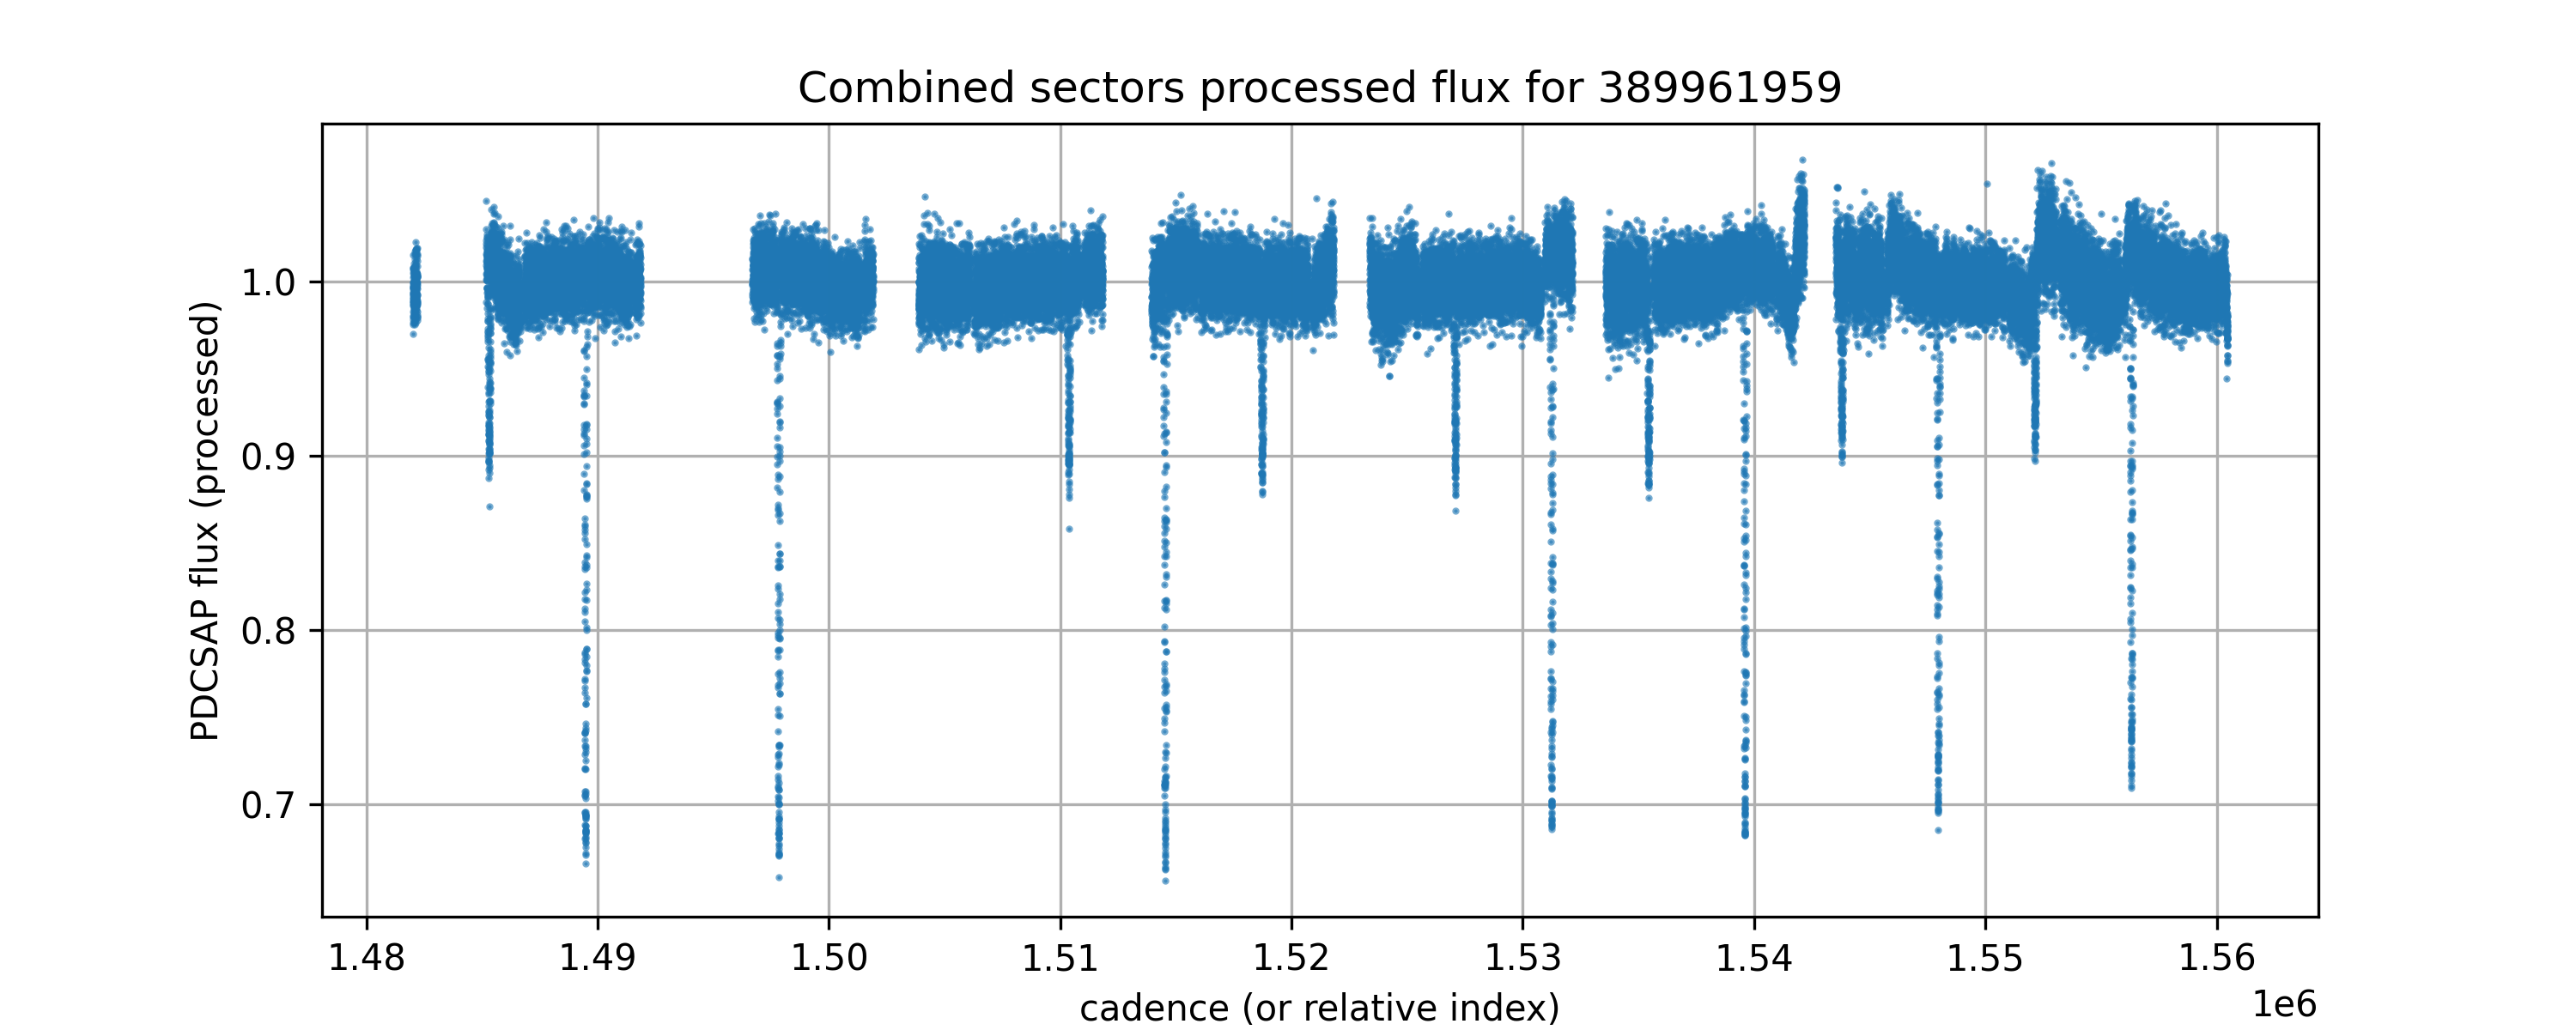 Combined sectors processed flux for 389961959
PDCSAP flux (processed)
1.0
0.9
0.8
0.7
1.48 1.49 1.50 1.51 1.52 1.53 1.54 1.55 1.56
1e6
cadence (or relative index)